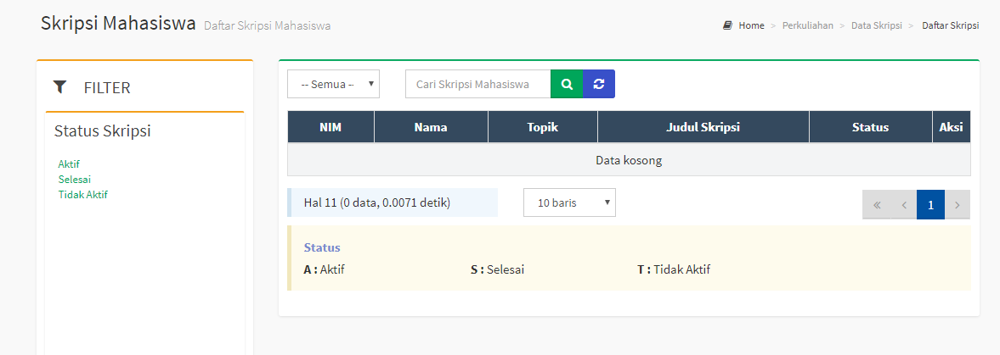 Skripsi Mahasiswa Daftar Skripsi Mahasiswa
Home > Perkuliahan > Data Skripsi > Daftar Skripsi
FILTER
Status Skripsi
Aktif
Selesai
Tidak Aktif
-- Semua --
Cari Skripsi Mahasiswa
NIM Nama Topik Judul Skripsi Status Aksi
Data kosong
Hal 11 (0 data, 0.0071 detik)
10 baris
« < 1 >
Status
A : Aktif S : Selesai T : Tidak Aktif